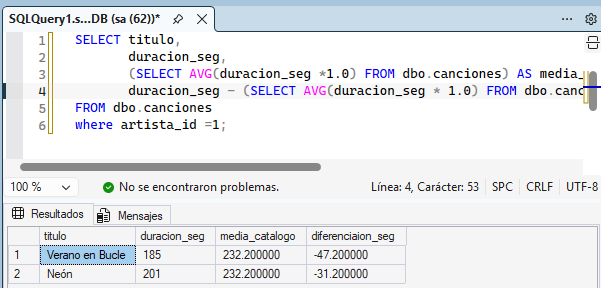 SQLQuery1.s...DB (sa (62))*
1 SELECT titulo,
2 duracion_seg,
3 (SELECT AVG(duracion_seg *1.0) FROM dbo.canciones) AS media_
4 duracion_seg - (SELECT AVG(duracion_seg * 1.0) FROM dbo.canc
5 FROM dbo.canciones
6 where artista_id =1;
100 % No se encontraron problemas. Línea: 4, Carácter: 53 SPC CRLF UTF-8
Resultados Mensajes
titulo duracion_seg media_catalogo diferenciaion_seg
1 Verano en Bucle 185 232.200000 -47.200000
2 Neón 201 232.200000 -31.200000